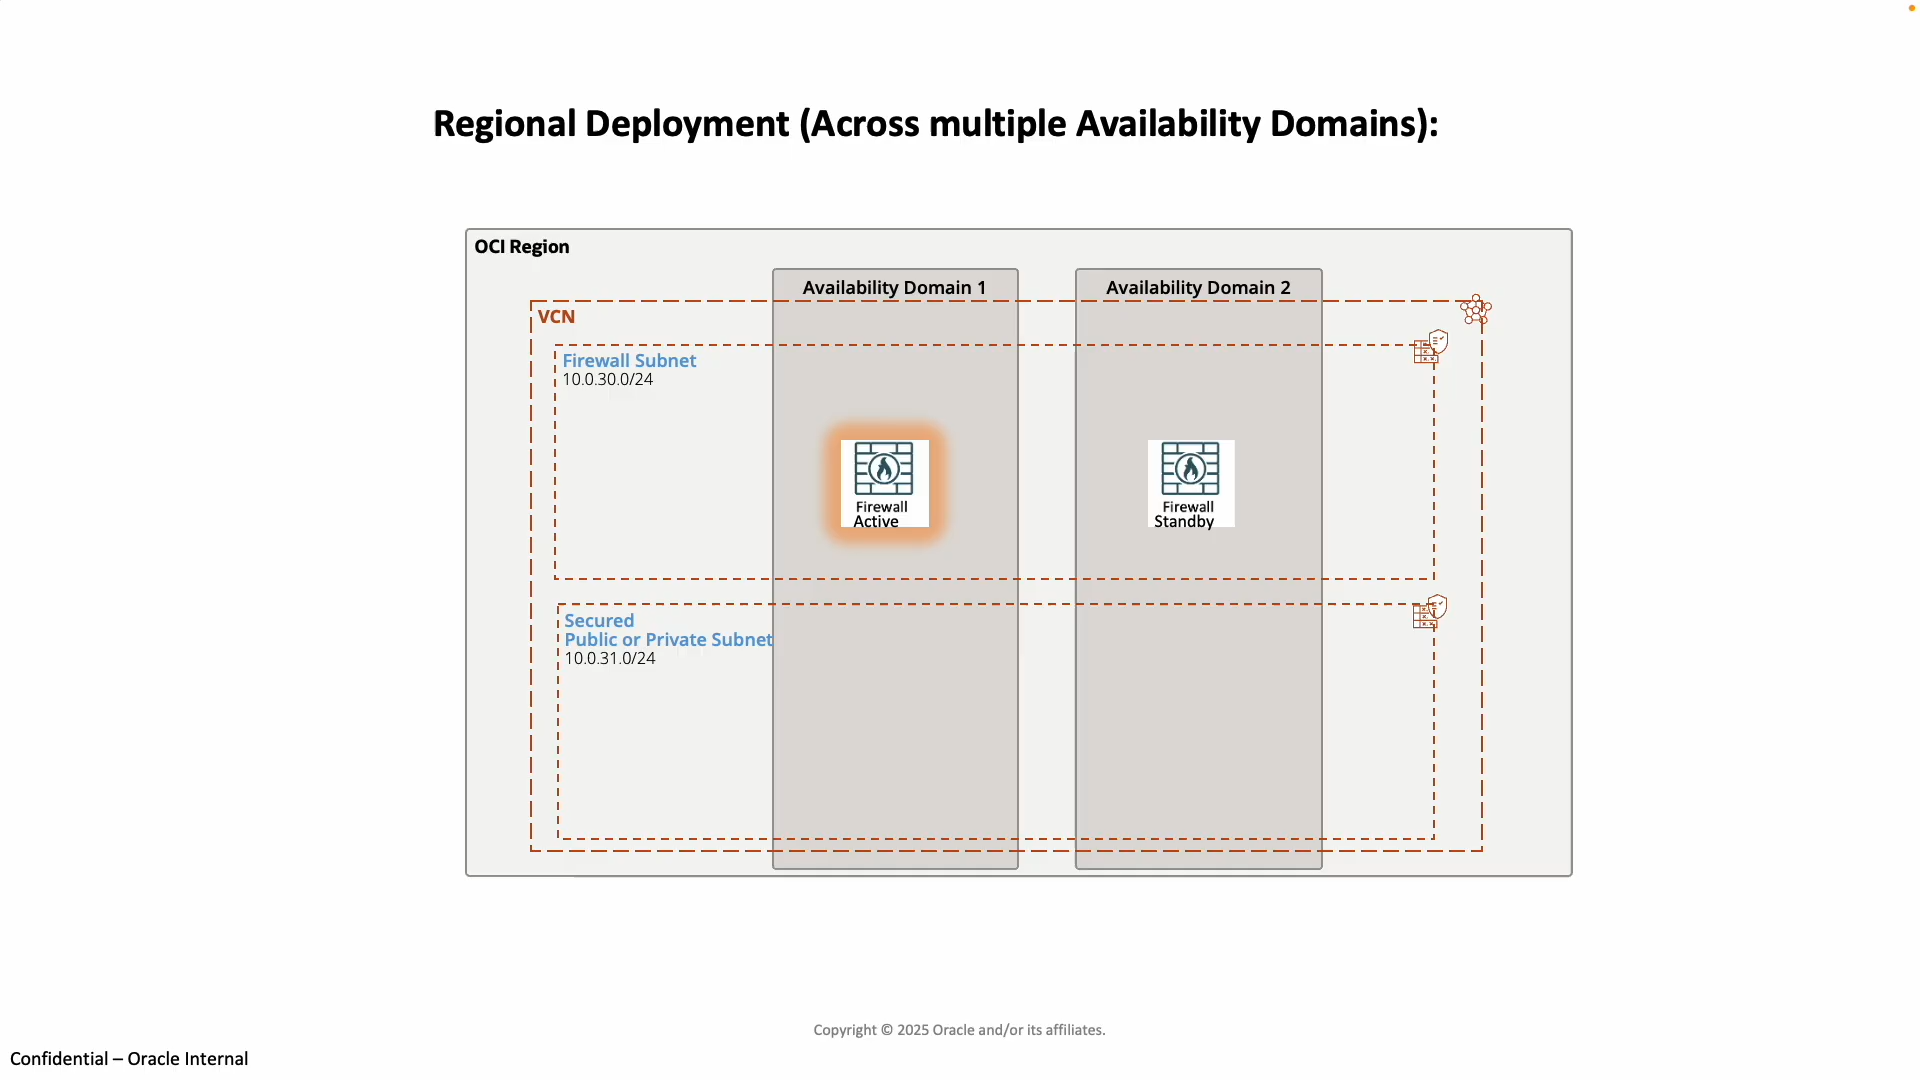 Regional Deployment (Across multiple Availability Domains):
OCI Region
Availability Domain 1
Availability Domain 2
VCN
Firewall Subnet
10.0.30.0/24
Firewall
Active
Firewall
Standby
Secured
Public or Private Subnet
10.0.31.0/24
Copyright © 2025 Oracle and/or its affiliates.
Confidential – Oracle Internal